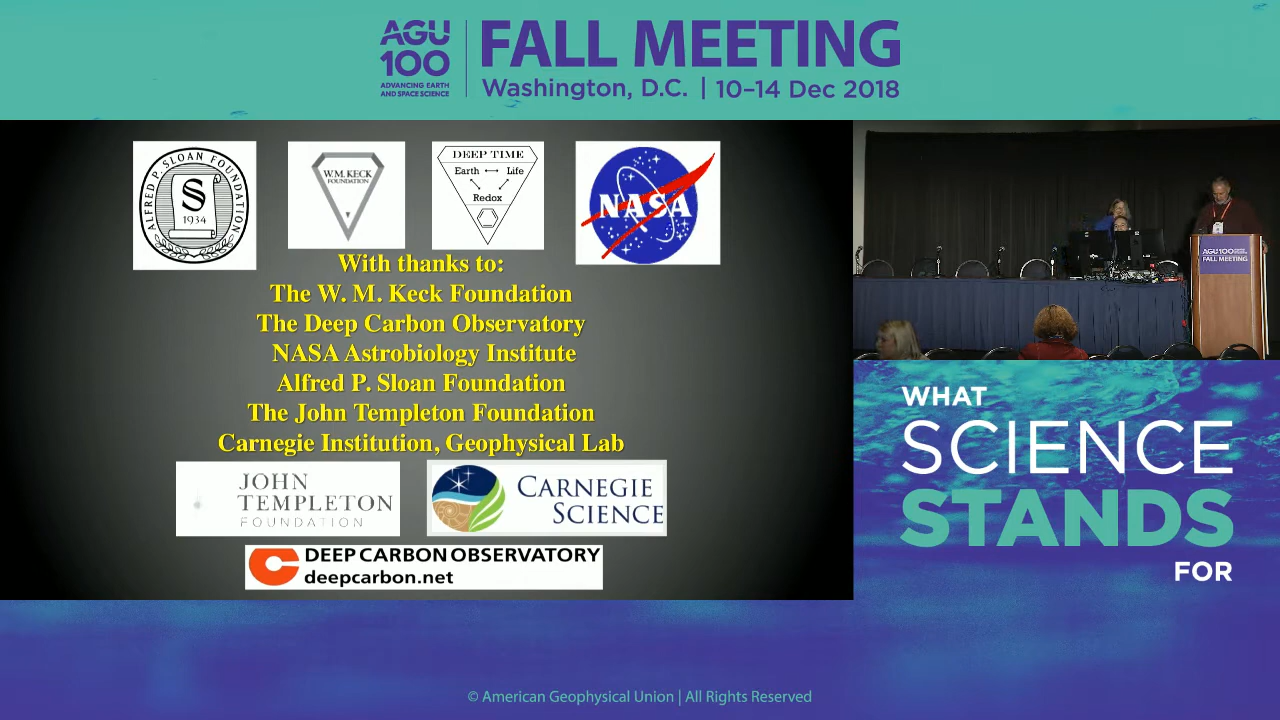 AGU
100
ADVANCING EARTH
AND SPACE SCIENCE
FALL MEETING
Washington, D.C. | 10–14 Dec 2018
ALFRED P. SLOAN FOUNDATION
S
1934
W.M. KECK
FOUNDATION
DEEP TIME
Earth ↔ Life
Redox
NASA
With thanks to:
The W. M. Keck Foundation
The Deep Carbon Observatory
NASA Astrobiology Institute
Alfred P. Sloan Foundation
The John Templeton Foundation
Carnegie Institution, Geophysical Lab
JOHN
TEMPLETON
FOUNDATION
CARNEGIE
SCIENCE
DEEP CARBON OBSERVATORY
deepcarbon.net
AGU100
FALL MEETING
WHAT
SCIENCE
STANDS
FOR
© American Geophysical Union | All Rights Reserved